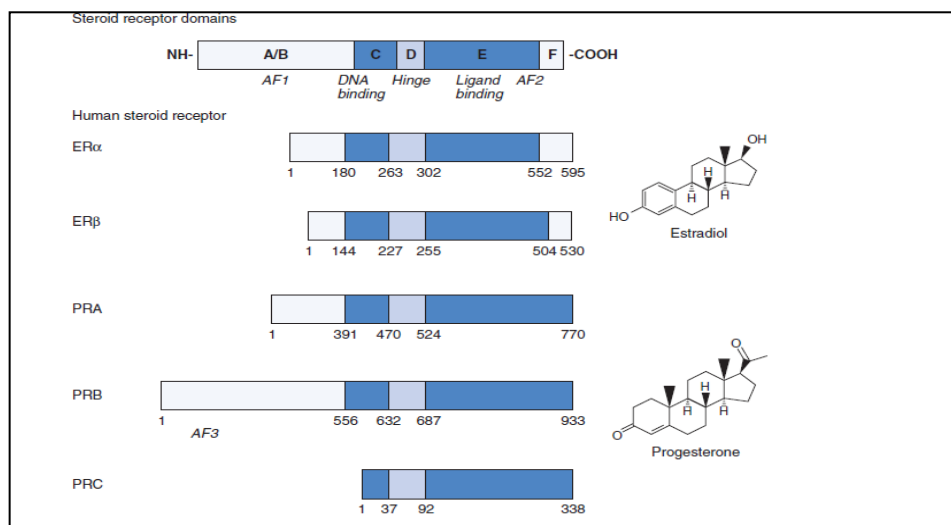 Steroid receptor domains
NH- A/B C D E F -COOH
AF1 DNA binding Hinge Ligand binding AF2
Human steroid receptor
ERα
1 180 263 302 552 595
OH
H
H H
HO
Estradiol
ERβ
1 144 227 255 504 530
PRA
1 391 470 524 770
O
H
H H
O
Progesterone
PRB
1 556 632 687 933
AF3
PRC
1 37 92 338